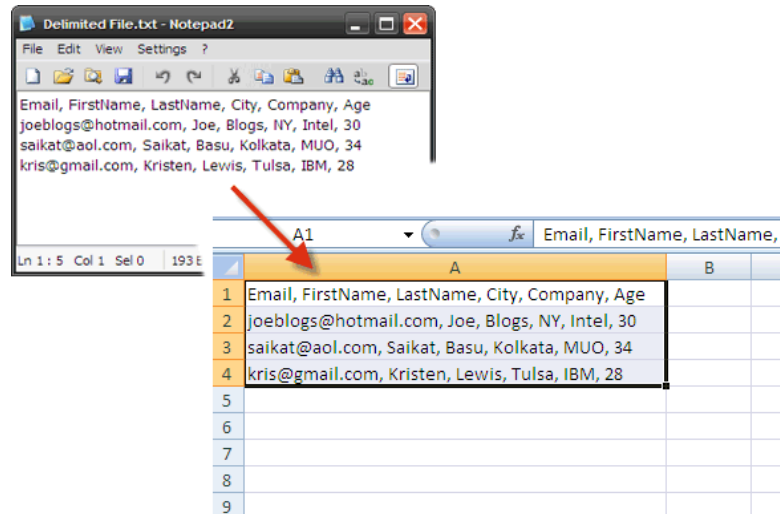 Delimited File.txt - Notepad2
File Edit View Settings ?
Email, FirstName, LastName, City, Company, Age
joeblogs@hotmail.com, Joe, Blogs, NY, Intel, 30
saikat@aol.com, Saikat, Basu, Kolkata, MUO, 34
kris@gmail.com, Kristen, Lewis, Tulsa, IBM, 28
Ln 1 : 5 Col 1 Sel 0 193
A1 fx Email, FirstName, LastName,
A B
1 Email, FirstName, LastName, City, Company, Age
2 joeblogs@hotmail.com, Joe, Blogs, NY, Intel, 30
3 saikat@aol.com, Saikat, Basu, Kolkata, MUO, 34
4 kris@gmail.com, Kristen, Lewis, Tulsa, IBM, 28
5
6
7
8
9